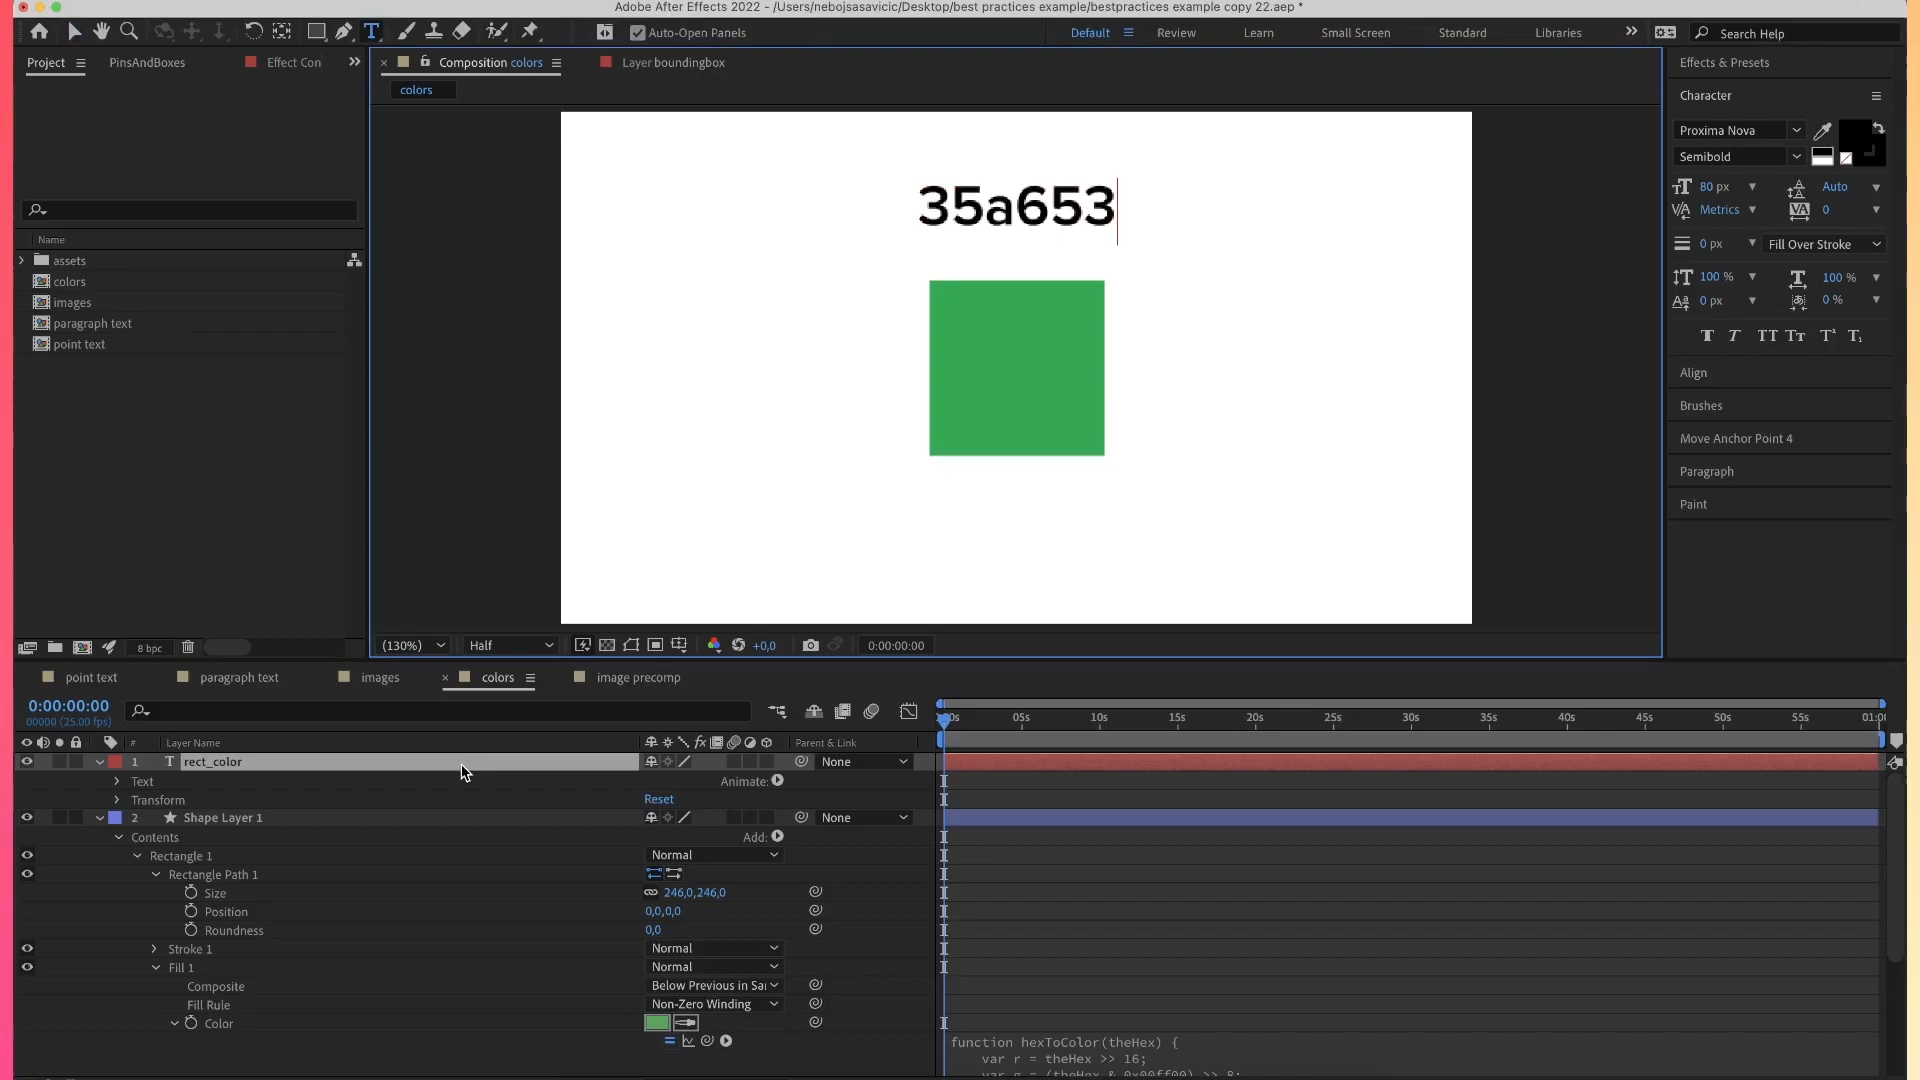 Adobe After Effects 2022 - /Users/nebojsasavicic/Desktop/best practices example/bestpractices example copy 22.aep *
Auto-Open Panels
Default
Review
Learn
Small Screen
Standard
Libraries
Search Help
Project
PinsAndBoxes
Effect Con
Composition colors
Layer boundingbox
colors
Effects & Presets
Character
Proxima Nova
Semibold
80 px
Auto
Metrics
0
0 px
Fill Over Stroke
100 %
100 %
0 px
0 %
Align
Brushes
Move Anchor Point 4
Paragraph
Paint
Name
assets
colors
images
paragraph text
point text
35a653
8 bpc
(130%)
Half
+0,0
0:00:00:00
point text
paragraph text
images
colors
image precomp
0:00:00:00
00000 (25.00 fps)
05s
10s
15s
20s
25s
30s
35s
40s
45s
50s
55s
# Layer Name
Parent & Link
1 T rect_color
None
Text
Animate:
Transform
Reset
2 Shape Layer 1
None
Contents
Add:
Rectangle 1
Normal
Rectangle Path 1
Size
246,0,246,0
Position
0,0,0,0
Roundness
0,0
Stroke 1
Normal
Fill 1
Normal
Composite
Below Previous in Sa
Fill Rule
Non-Zero Winding
Color
function hexToColor(theHex) {
var r = theHex >> 16;
var g = (theHex & 0x00ff00) >> 8;